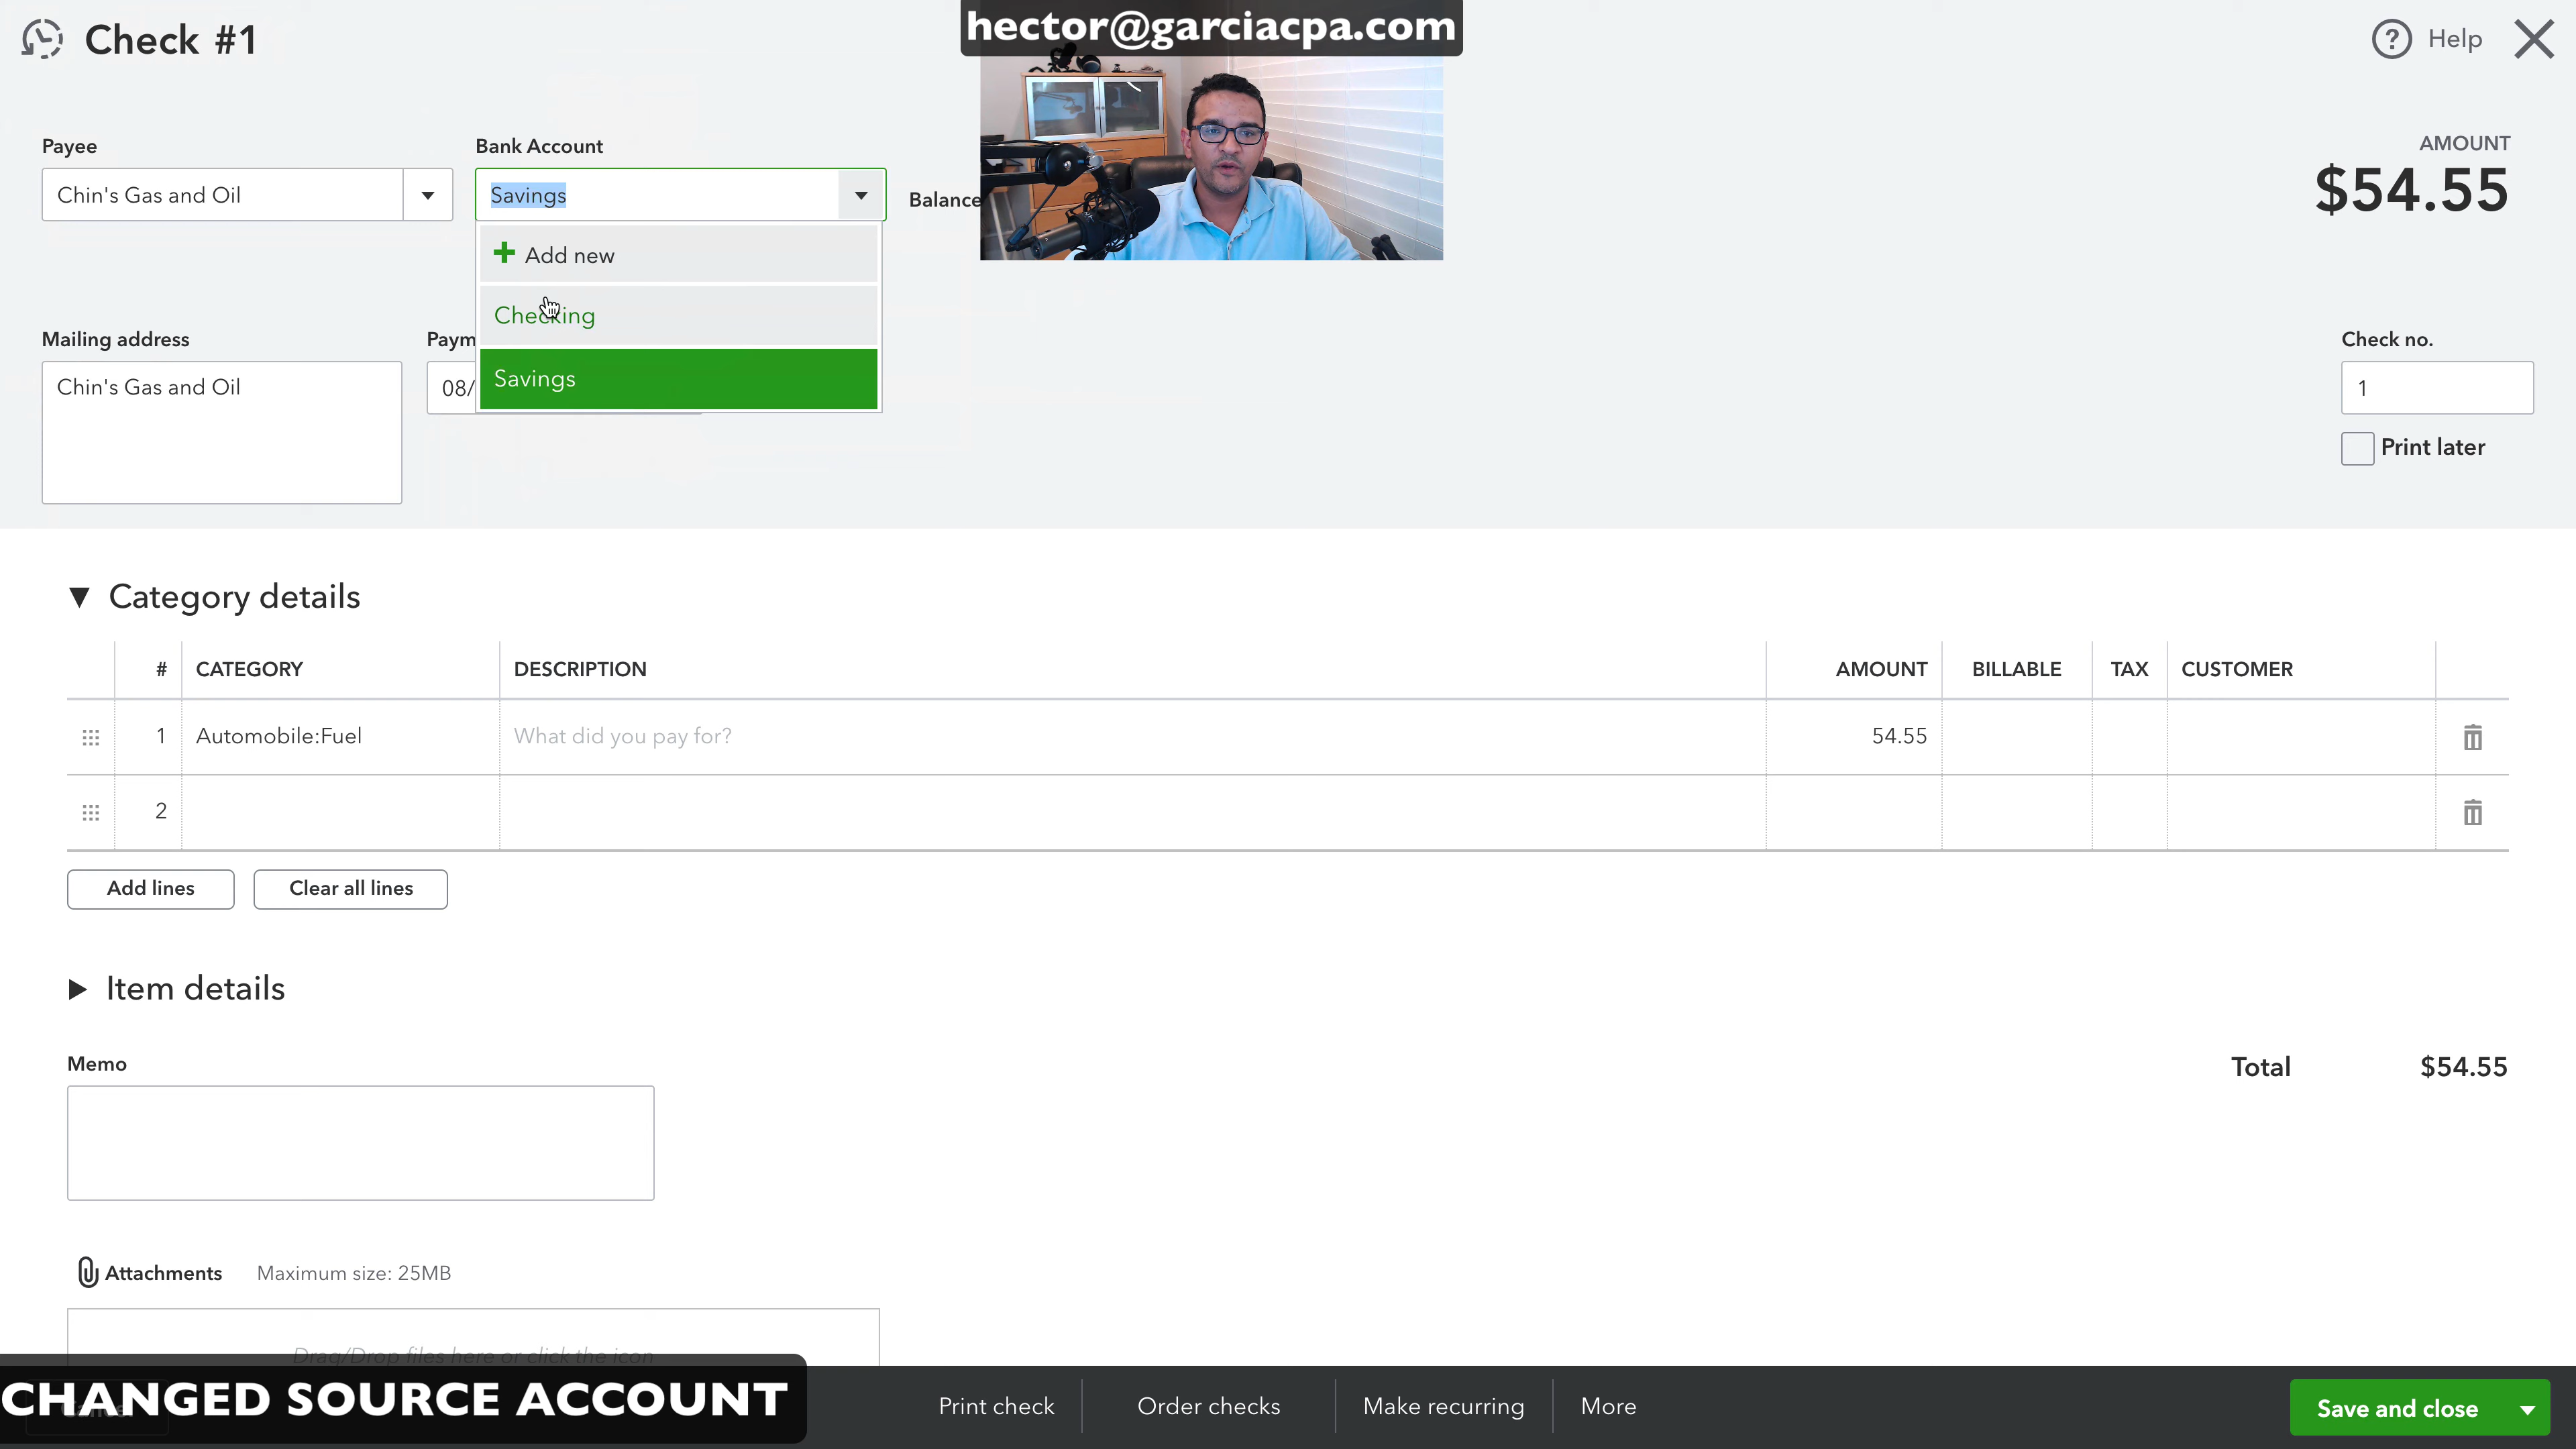 Check #1
hector@garciacpa.com
Help
Payee
Bank Account
AMOUNT
Chin's Gas and Oil
Savings
Balance
$54.55
Add new
Checking
Savings
Mailing address
Paym
Check no.
Chin's Gas and Oil
08/
1
Print later
Category details
# CATEGORY DESCRIPTION AMOUNT BILLABLE TAX CUSTOMER
1 Automobile:Fuel What did you pay for? 54.55
2
Add lines Clear all lines
Item details
Memo
Total $54.55
Attachments Maximum size: 25MB
Drag/Drop files here or click the icon
CHANGED SOURCE ACCOUNT
Print check Order checks Make recurring More
Save and close